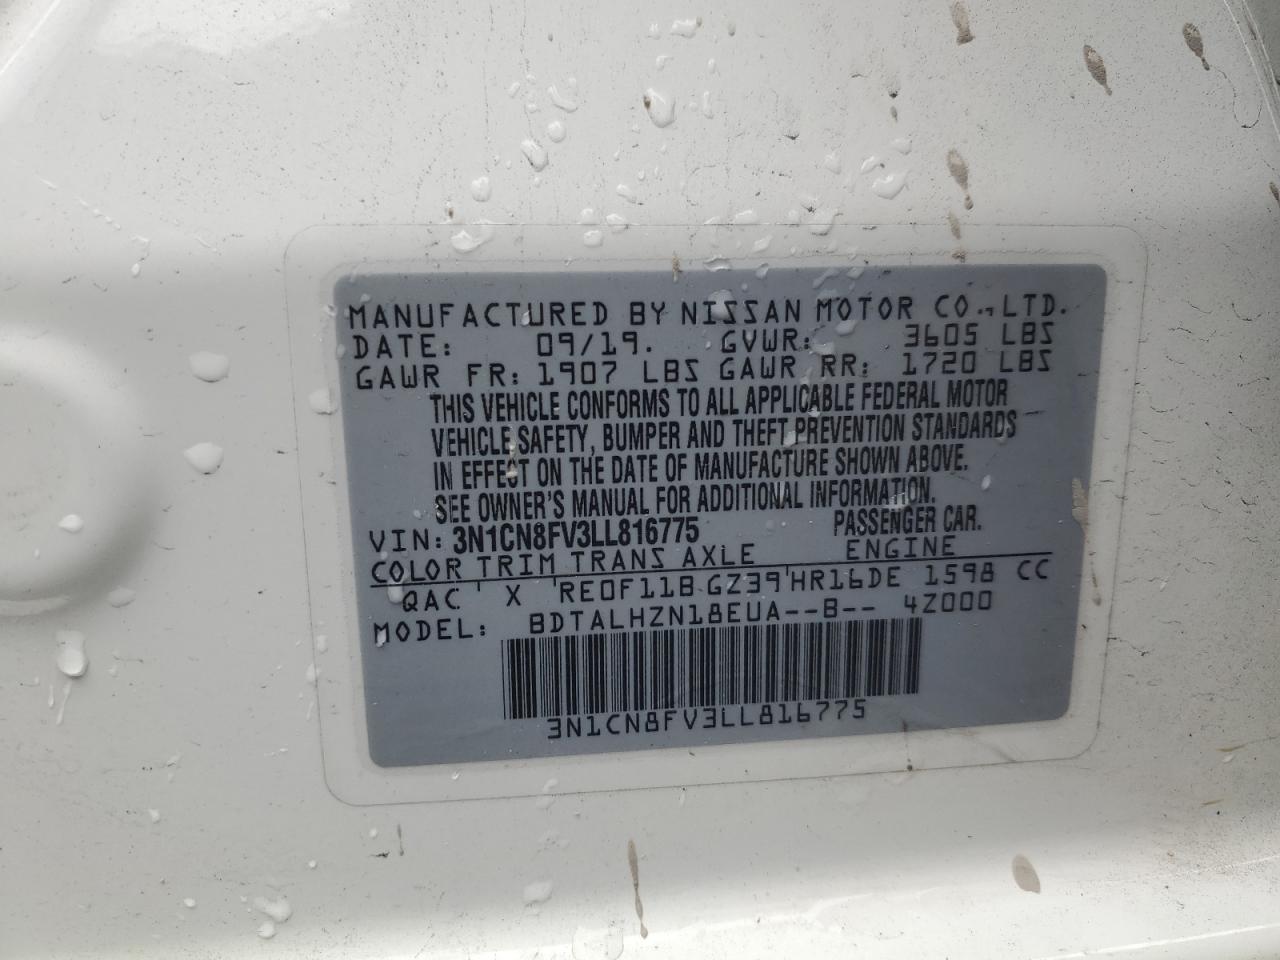 MANUFACTURED BY NISSAN MOTOR CO., LTD.
DATE: 09/19. GVWR: 3605 LBS
GAWR FR: 1907 LBS GAWR RR: 1720 LBS
THIS VEHICLE CONFORMS TO ALL APPLICABLE FEDERAL MOTOR
VEHICLE SAFETY, BUMPER AND THEFT PREVENTION STANDARDS
IN EFFECT ON THE DATE OF MANUFACTURE SHOWN ABOVE.
SEE OWNER'S MANUAL FOR ADDITIONAL INFORMATION.
VIN: 3N1CN8FV3LL816775 PASSENGER CAR.
COLOR TRIM TRANS AXLE ENGINE
QAC ' X 'RE0F11B GZ39'HR16DE 1598 CC
MODEL: BDTALHZN18EUA--B-- 4Z000
3N1CN8FV3LL816775